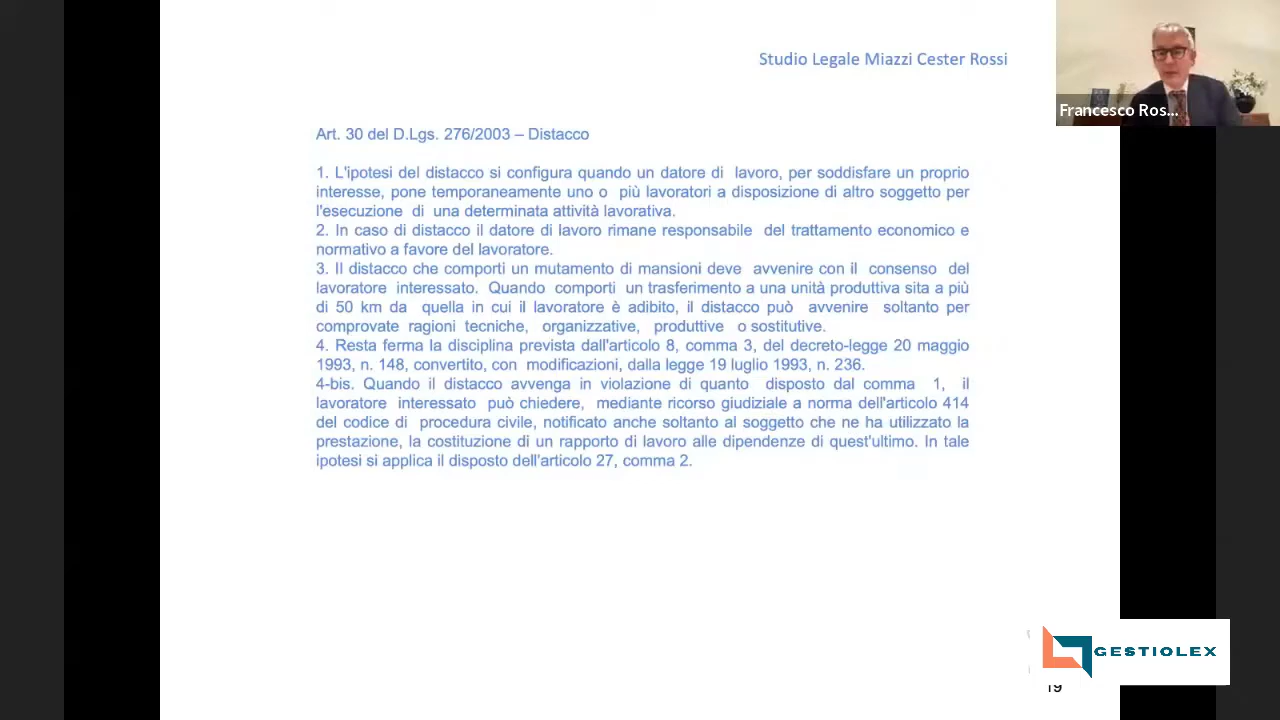 Studio Legale Miazzi Cester Rossi
Francesco Ros...
Art. 30 del D.Lgs. 276/2003 – Distacco
1. L'ipotesi del distacco si configura quando un datore di lavoro, per soddisfare un proprio
interesse, pone temporaneamente uno o più lavoratori a disposizione di altro soggetto per
l'esecuzione di una determinata attività lavorativa.
2. In caso di distacco il datore di lavoro rimane responsabile del trattamento economico e
normativo a favore del lavoratore.
3. Il distacco che comporti un mutamento di mansioni deve avvenire con il consenso del
lavoratore interessato. Quando comporti un trasferimento a una unità produttiva sita a più
di 50 km da quella in cui il lavoratore è adibito, il distacco può avvenire soltanto per
comprovate ragioni tecniche, organizzative, produttive o sostitutive.
4. Resta ferma la disciplina prevista dall'articolo 8, comma 3, del decreto-legge 20 maggio
1993, n. 148, convertito, con modificazioni, dalla legge 19 luglio 1993, n. 236.
4-bis. Quando il distacco avvenga in violazione di quanto disposto dal comma 1, il
lavoratore interessato può chiedere, mediante ricorso giudiziale a norma dell'articolo 414
del codice di procedura civile, notificato anche soltanto al soggetto che ne ha utilizzato la
prestazione, la costituzione di un rapporto di lavoro alle dipendenze di quest'ultimo. In tale
ipotesi si applica il disposto dell'articolo 27, comma 2.
GESTIOLEX
19